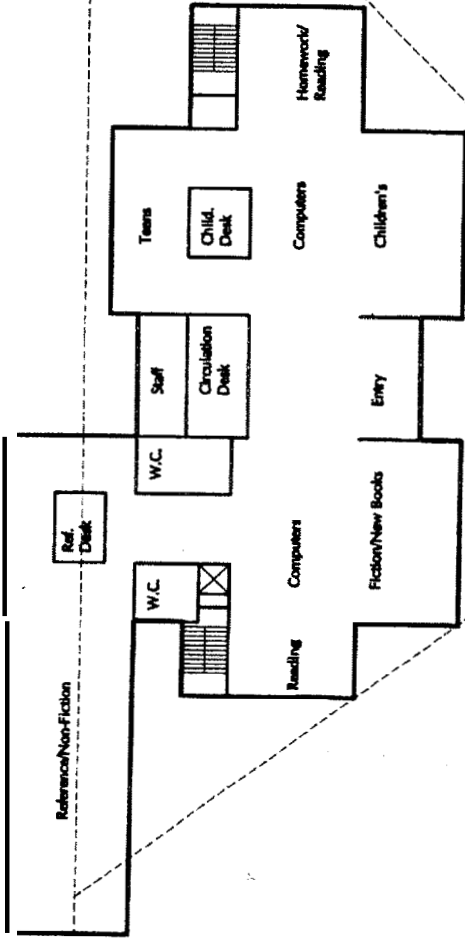 Homework/
Reading
Teens
Child.
Desk
Computers
Children's
Staff
Circulation
Desk
Entry
W.C.
Ref.
Desk
Computers
Fiction/New Books
W.C.
Reading
Reference/Non-Fiction